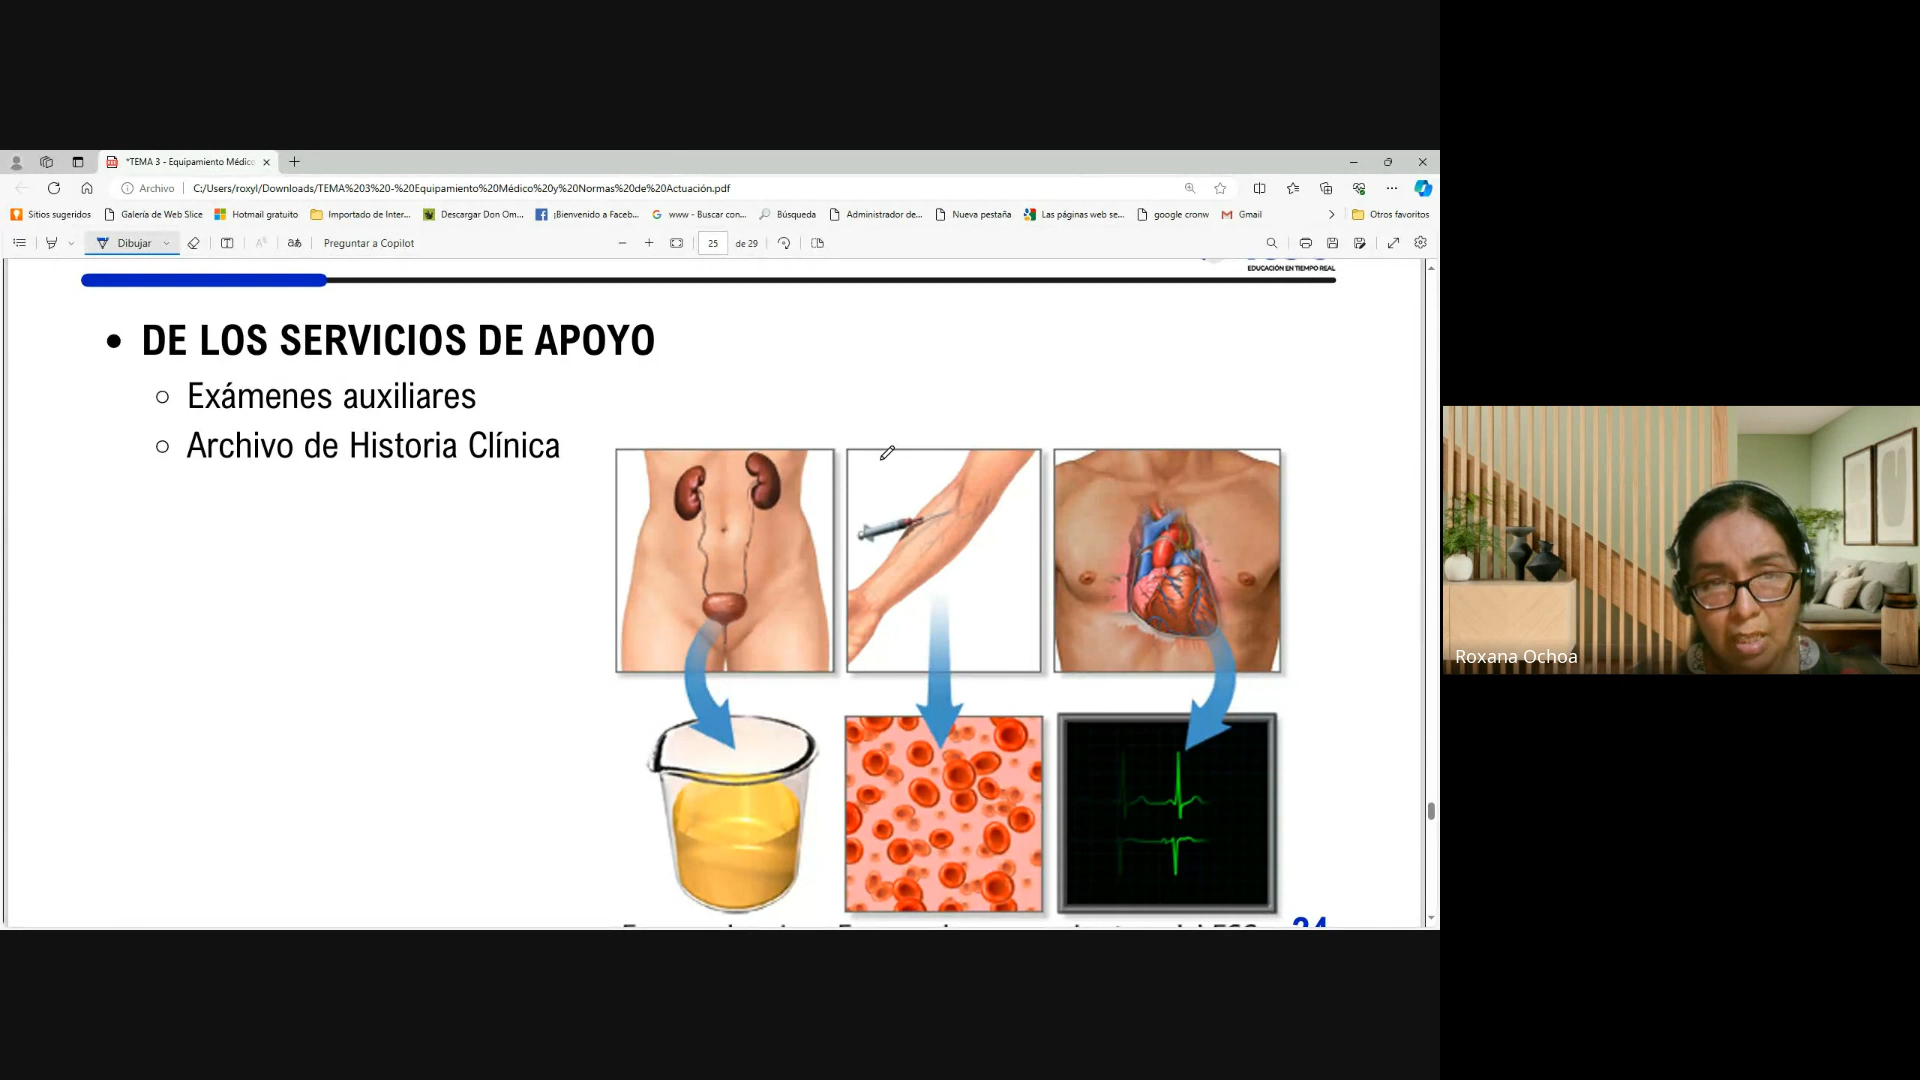 *TEMA 3 - Equipamiento Médico
Archivo
C:/Users/roxyl/Downloads/TEMA%203%20-%20Equipamiento%20Médico%20y%20Normas%20de%20Actuación.pdf
Sitios sugeridos
Galería de Web Slice
Hotmail gratuito
Importado de Inter...
Descargar Don Om...
¡Bienvenido a Faceb...
www - Buscar con...
Búsqueda
Administrador de...
Nueva pestaña
Las páginas web se...
google cronw
Gmail
Otros favoritos
Dibujar
Preguntar a Copilot
25
de 29
EDUCACIÓN EN TIEMPO REAL
• DE LOS SERVICIOS DE APOYO
○ Exámenes auxiliares
○ Archivo de Historia Clínica
Roxana Ochoa